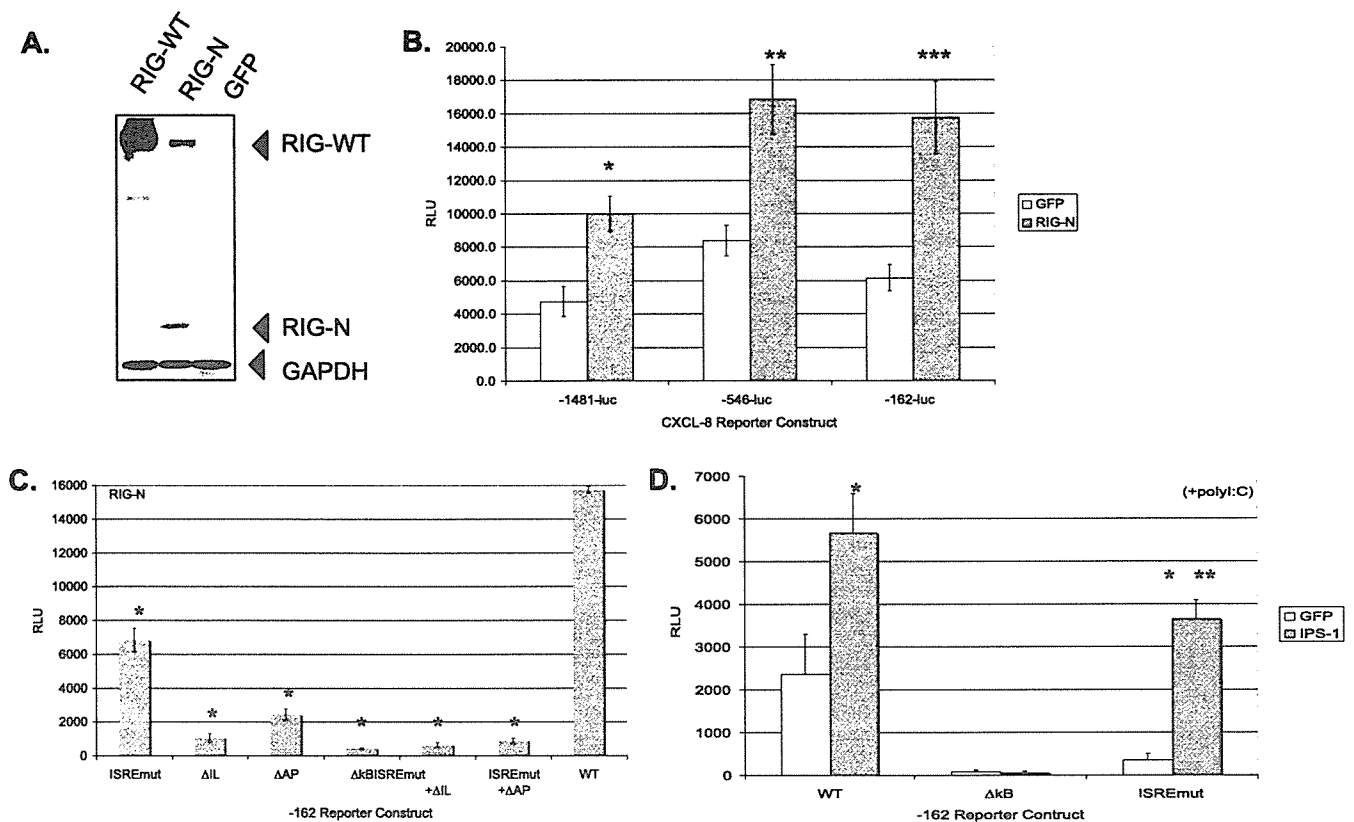 A.
RIG-WT
RIG-N
GFP
RIG-WT
RIG-N
GAPDH
B.
20000.0
18000.0
16000.0
14000.0
12000.0
10000.0
8000.0
6000.0
4000.0
2000.0
0.0
RLU
*
**
***
-1481-luc
-546-luc
-162-luc
CXCL-8 Reporter Construct
GFP
RIG-N
C.
RIG-N
16000
14000
12000
10000
8000
6000
4000
2000
0
RLU
*
*
*
*
*
*
ISREmut
ΔIL
ΔAP
ΔkBISREmut
+ΔIL
ISREmut
+ΔAP
WT
-162 Reporter Construct
D.
(+polyI:C)
7000
6000
5000
4000
3000
2000
1000
0
RLU
*
* **
WT
ΔkB
ISREmut
-162 Reporter Construct
GFP
IPS-1